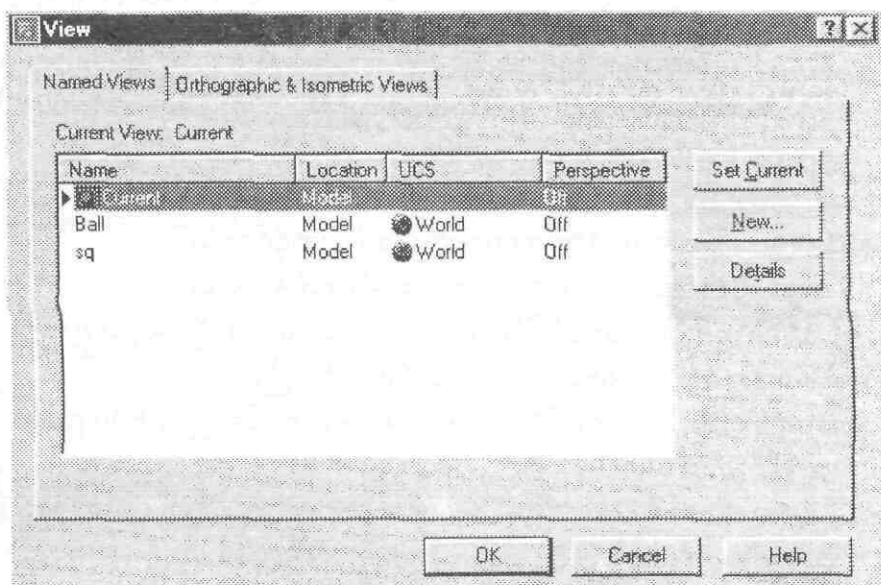 View
Named Views Orthographic & Isometric Views
Current View: Current
Name Location UCS Perspective
Current Model Off
Ball Model World Off
sq Model World Off
Set Current
New...
Details
OK Cancel Help